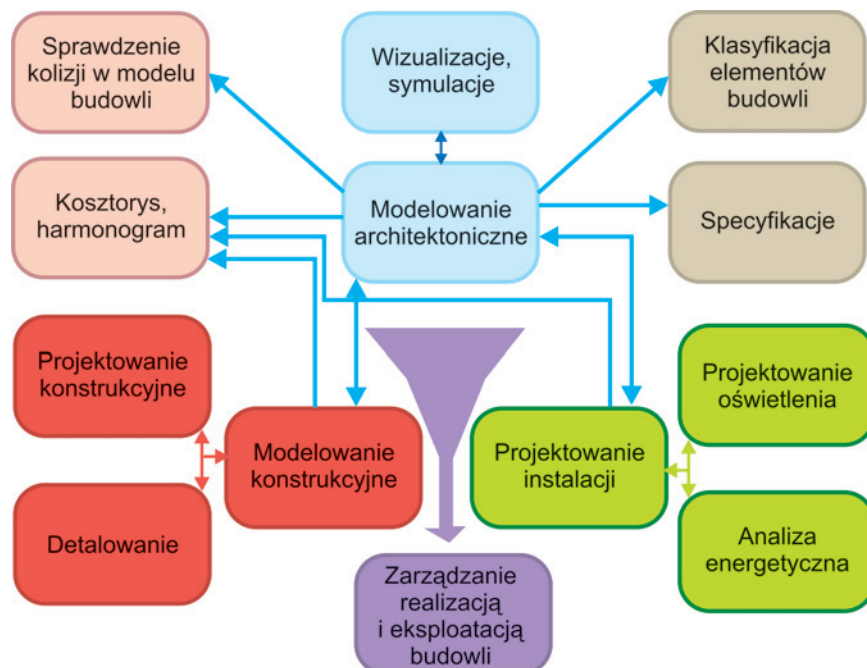 Sprawdzenie
kolizji w modelu
budowli
Wizualizacje,
symulacje
Klasyfikacja
elementów
budowli
Kosztorys,
harmonogram
Modelowanie
architektoniczne
Specyfikacje
Projektowanie
konstrukcyjne
Projektowanie
oświetlenia
Modelowanie
konstrukcyjne
Projektowanie
instalacji
Detalowanie
Analiza
energetyczna
Zarządzanie
realizacją
i eksploatacją
budowli